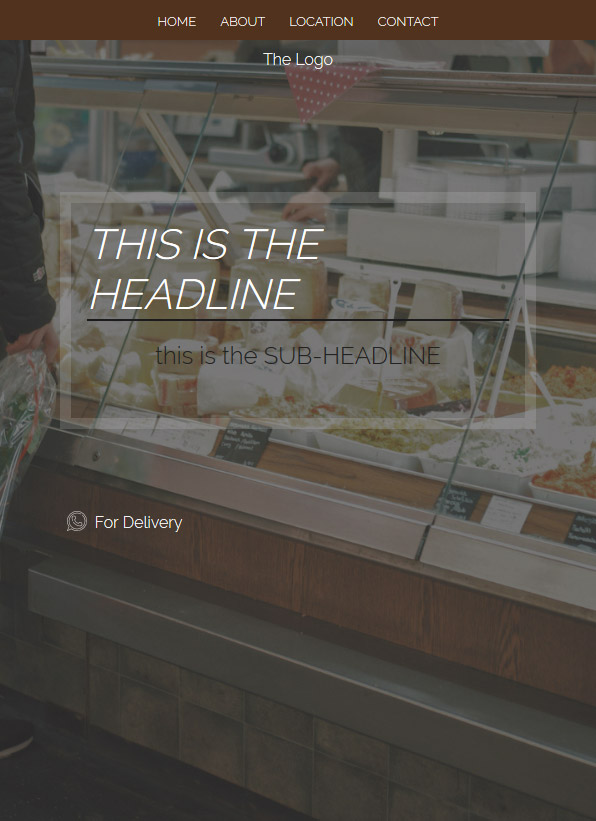 HOME ABOUT LOCATION CONTACT
The Logo
THIS IS THE
HEADLINE
this is the SUB-HEADLINE
For Delivery